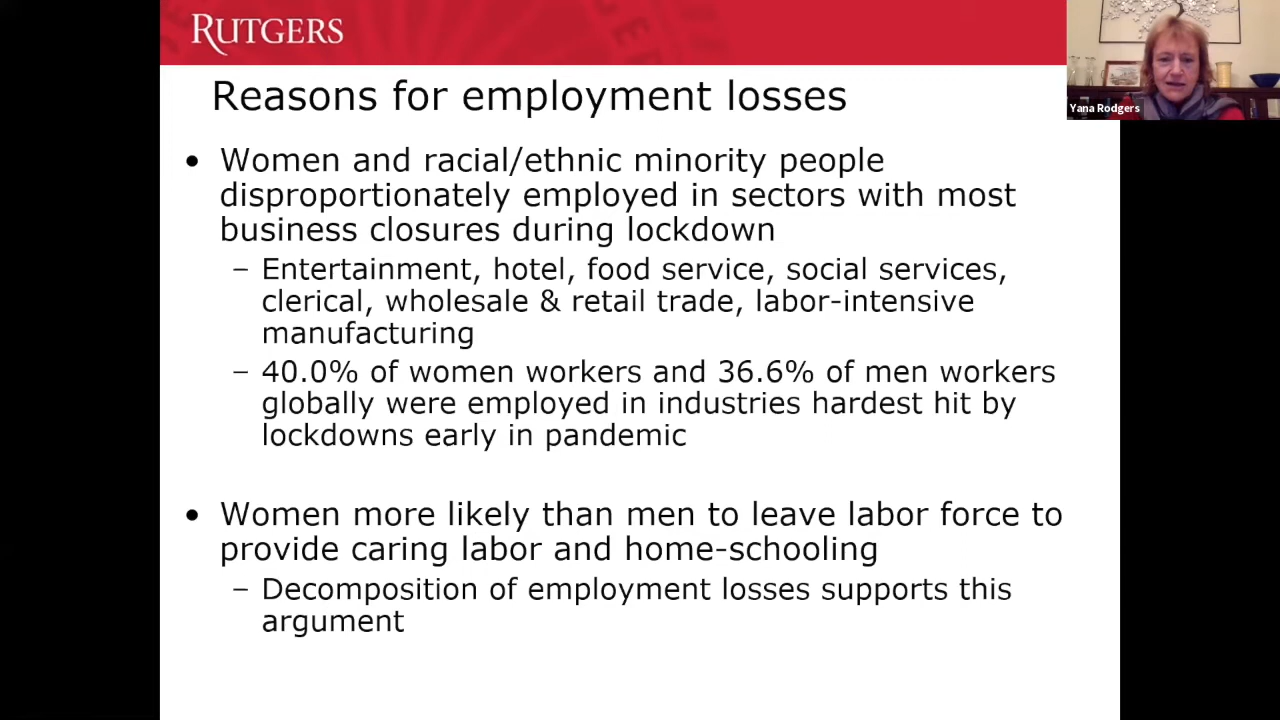 RUTGERS
Yana Rodgers
Reasons for employment losses
• Women and racial/ethnic minority people
disproportionately employed in sectors with most
business closures during lockdown
– Entertainment, hotel, food service, social services,
clerical, wholesale & retail trade, labor-intensive
manufacturing
– 40.0% of women workers and 36.6% of men workers
globally were employed in industries hardest hit by
lockdowns early in pandemic
• Women more likely than men to leave labor force to
provide caring labor and home-schooling
– Decomposition of employment losses supports this
argument